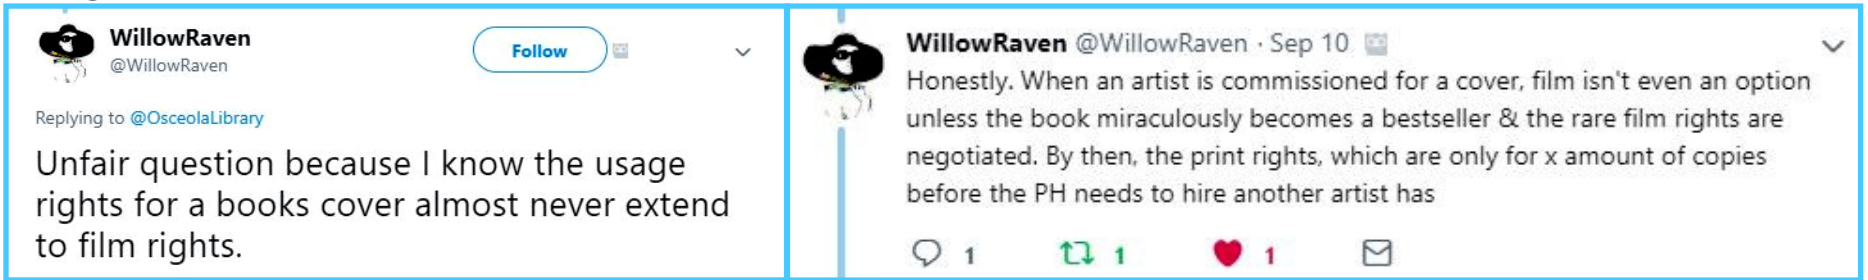 WillowRaven
@WillowRaven
Follow
Replying to @OsceolaLibrary
Unfair question because I know the usage
rights for a books cover almost never extend
to film rights.
WillowRaven @WillowRaven · Sep 10
Honestly. When an artist is commissioned for a cover, film isn't even an option
unless the book miraculously becomes a bestseller & the rare film rights are
negotiated. By then, the print rights, which are only for x amount of copies
before the PH needs to hire another artist has
1 1 1